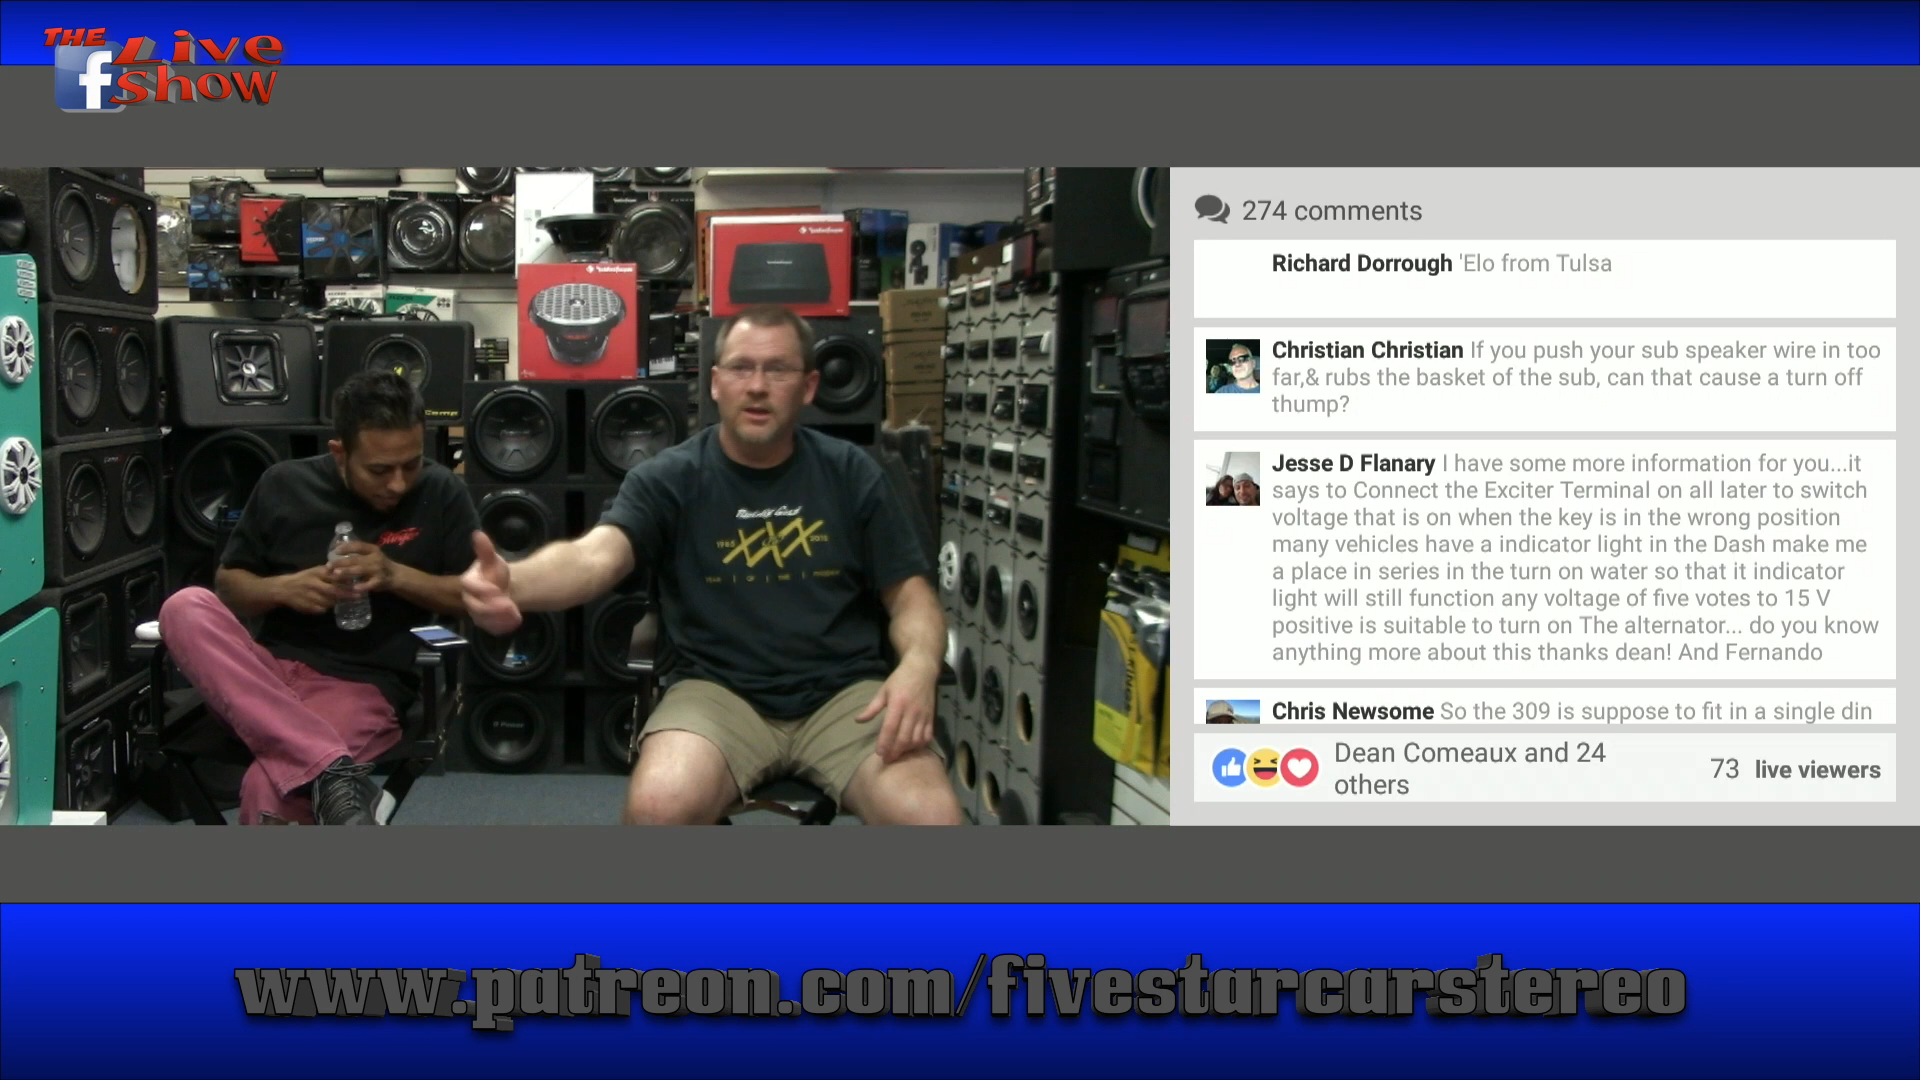 THE
Live
Show
274 comments
Richard Dorrough 'Elo from Tulsa
Christian Christian If you push your sub speaker wire in too
far,& rubs the basket of the sub, can that cause a turn off
thump?
Jesse D Flanary I have some more information for you...it
says to Connect the Exciter Terminal on all later to switch
voltage that is on when the key is in the wrong position
many vehicles have a indicator light in the Dash make me
a place in series in the turn on water so that it indicator
light will still function any voltage of five votes to 15 V
positive is suitable to turn on The alternator... do you know
anything more about this thanks dean! And Fernando
Chris Newsome So the 309 is suppose to fit in a single din
Dean Comeaux and 24
others
73 live viewers
XXX
www.patreon.com/fivestarcarstereo